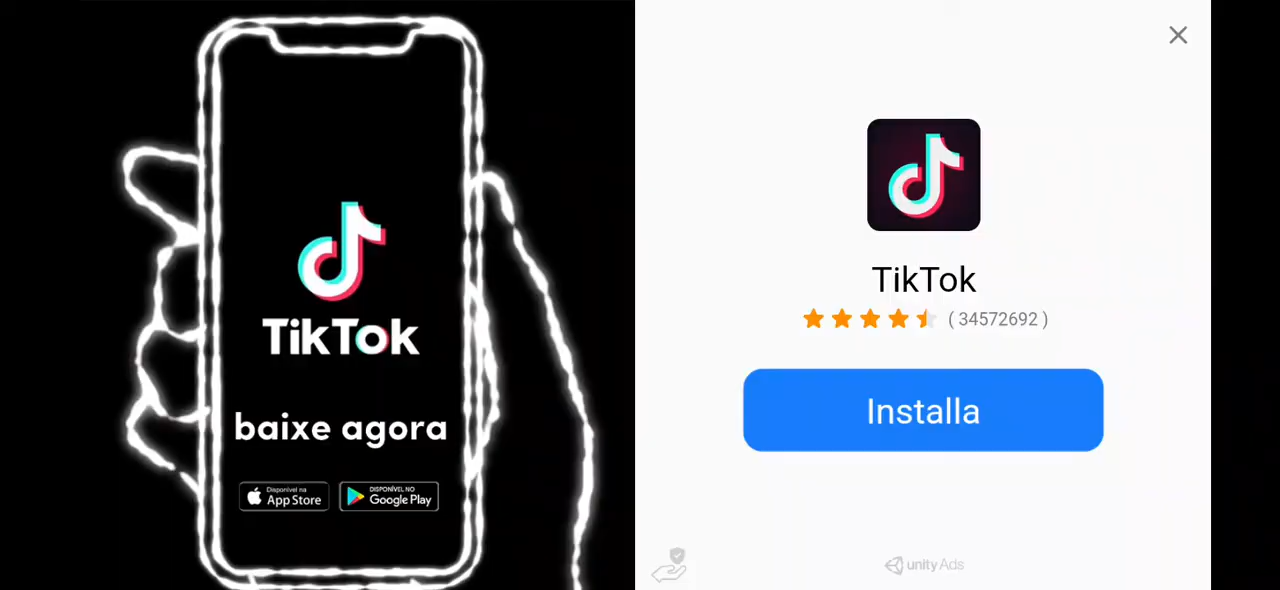 TikTok
baixe agora
Disponível na
App Store
DISPONÍVEL NO
Google Play
TikTok
( 34572692 )
Installa
unity Ads